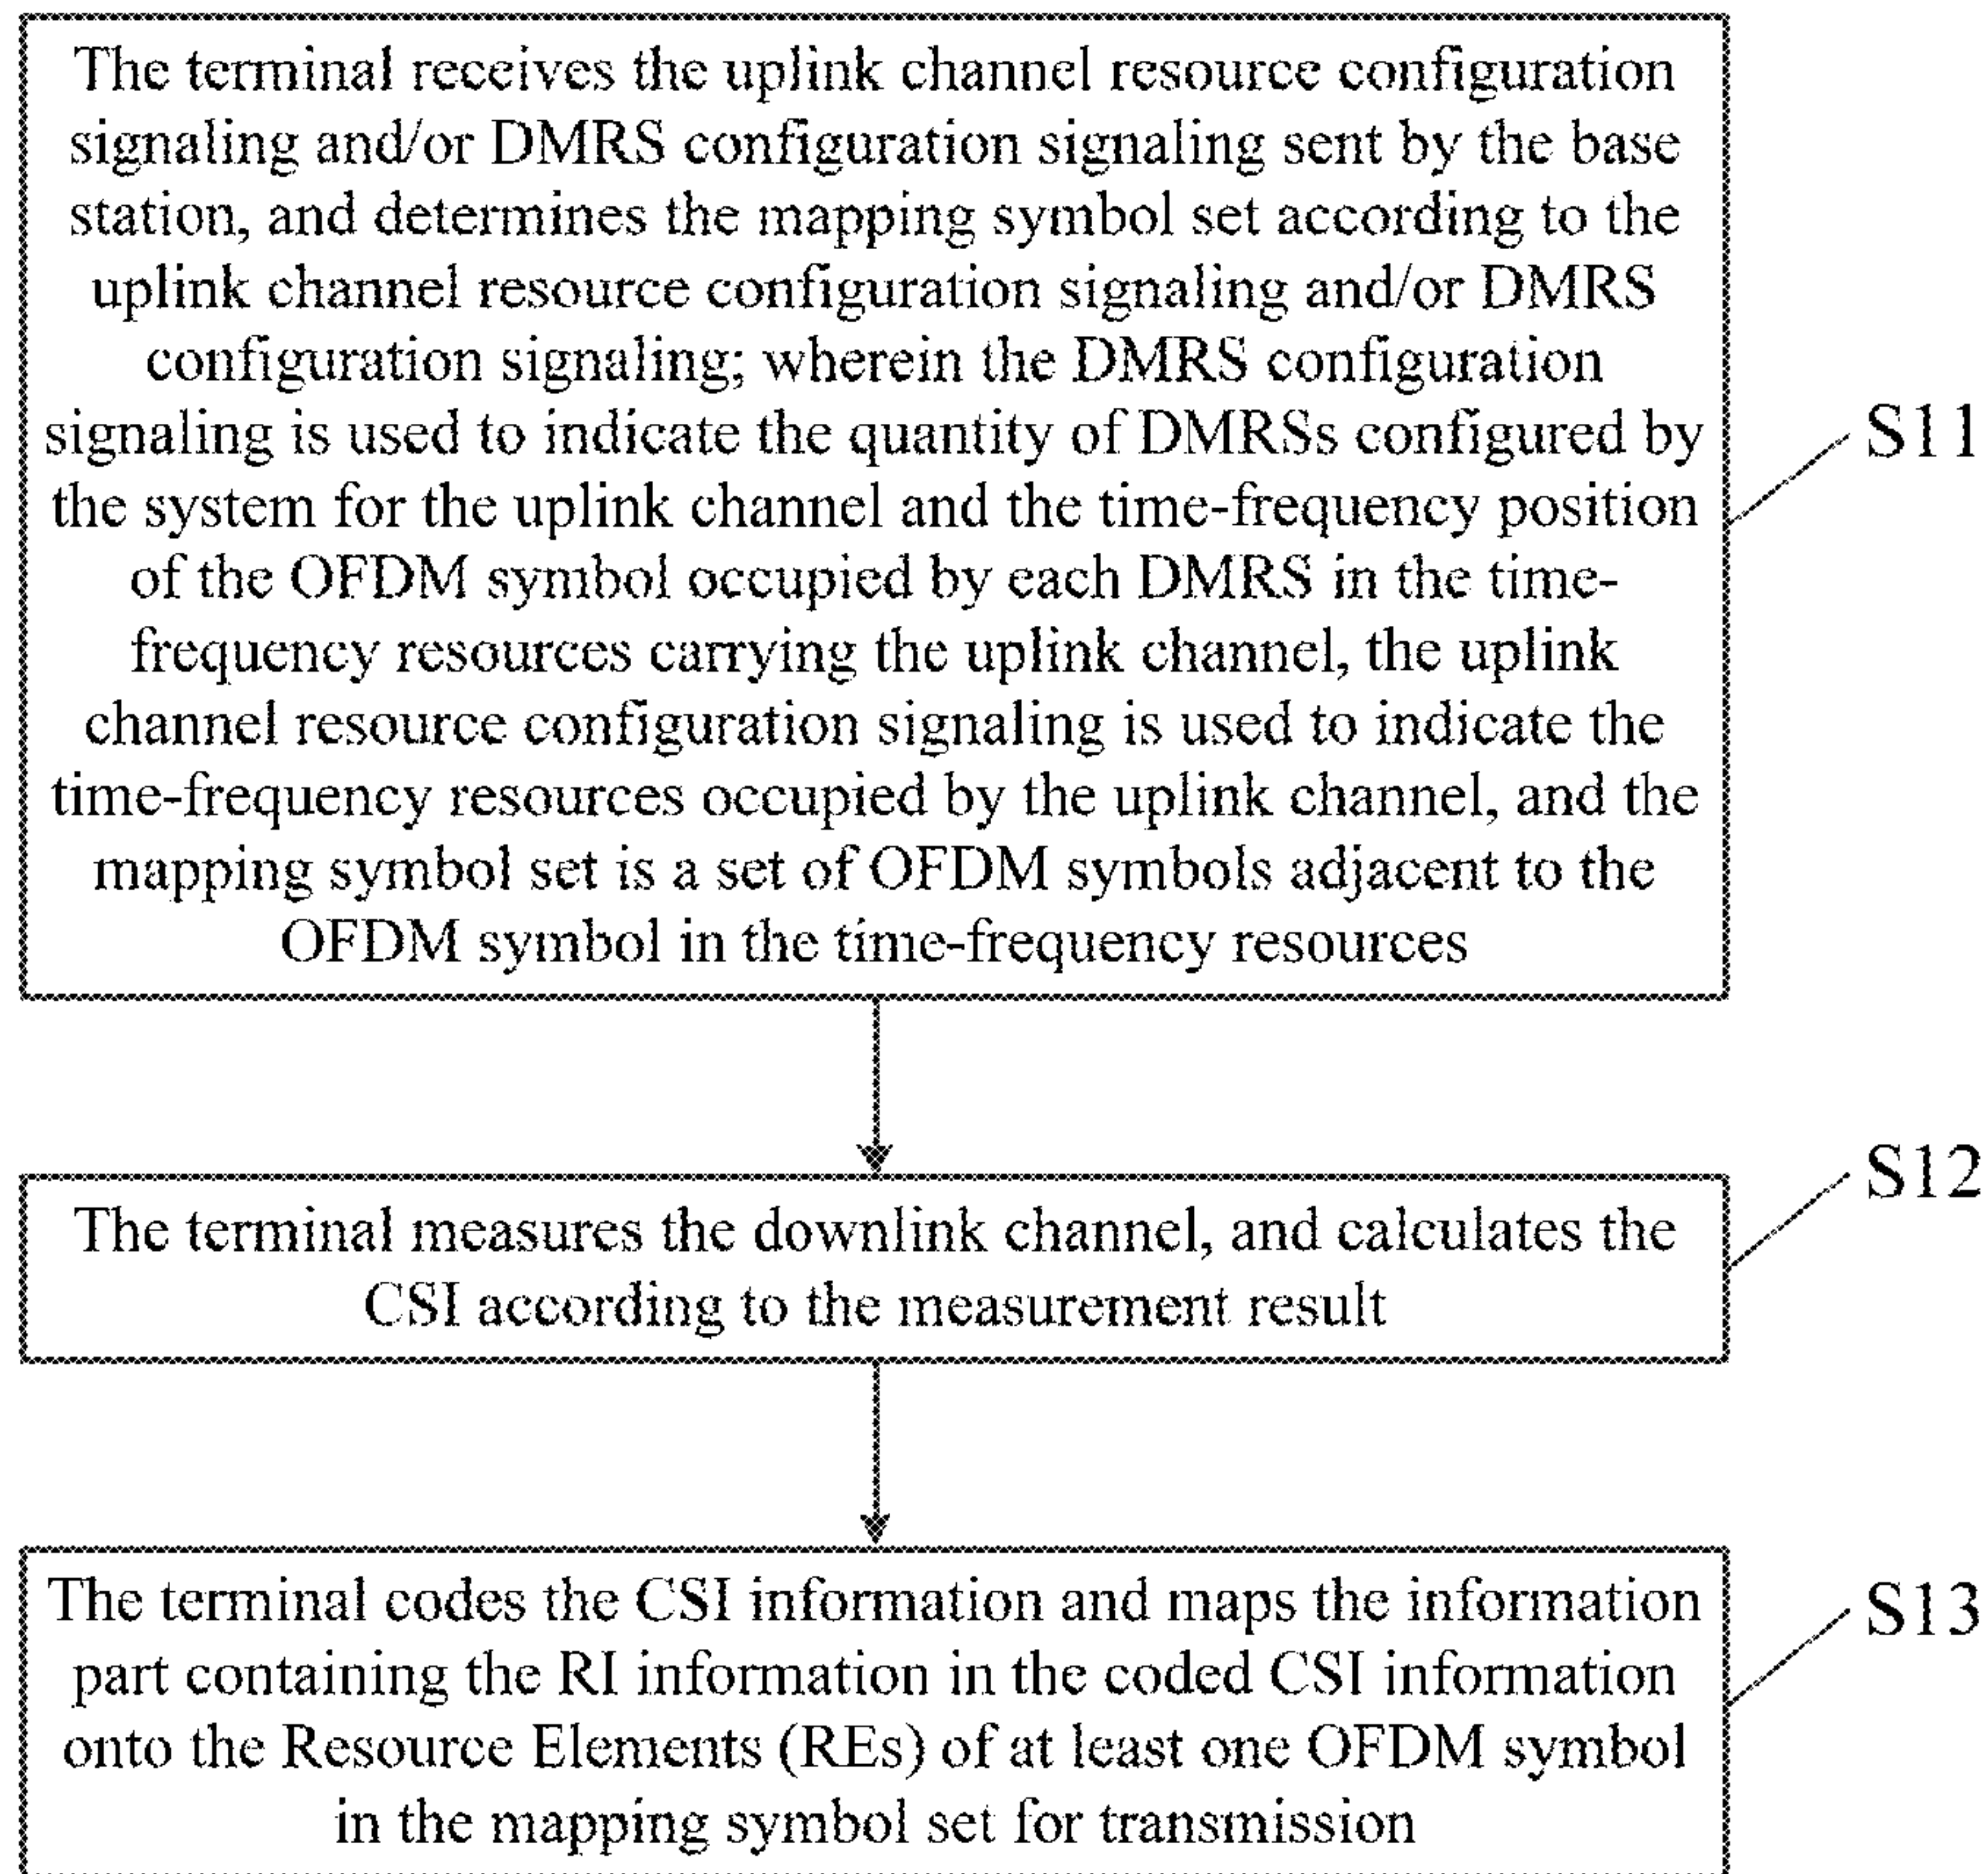 The terminal receives the uplink channel resource configuration
signaling and/or DMRS configuration signaling sent by the base
station, and determines the mapping symbol set according to the
uplink channel resource configuration signaling and/or DMRS
configuration signaling; wherein the DMRS configuration
signaling is used to indicate the quantity of DMRSs configured by
the system for the uplink channel and the time-frequency position
of the OFDM symbol occupied by each DMRS in the time-
frequency resources carrying the uplink channel, the uplink
channel resource configuration signaling is used to indicate the
time-frequency resources occupied by the uplink channel, and the
mapping symbol set is a set of OFDM symbols adjacent to the
OFDM symbol in the time-frequency resources
S11
The terminal measures the downlink channel, and calculates the
CSI according to the measurement result
S12
The terminal codes the CSI information and maps the information
part containing the RI information in the coded CSI information
onto the Resource Elements (REs) of at least one OFDM symbol
in the mapping symbol set for transmission
S13